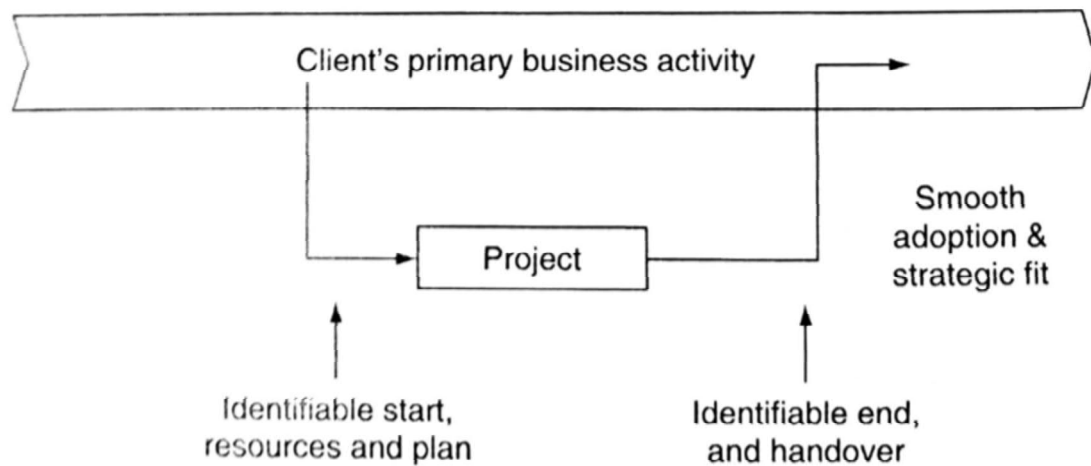 Client's primary business activity
Project
Smooth
adoption &
strategic fit
Identifiable start,
resources and plan
Identifiable end,
and handover